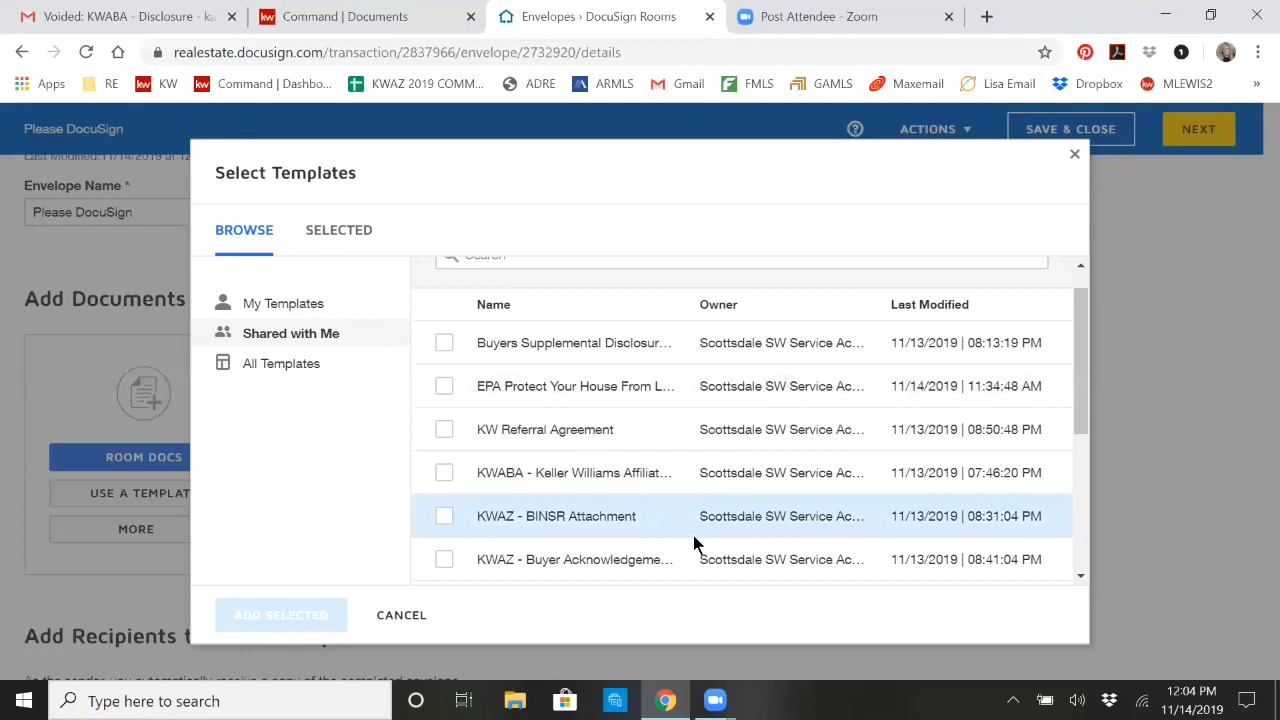 Voided: KWABA - Disclosure - ka
Command | Documents
Envelopes › DocuSign Rooms
Post Attendee - Zoom
realestate.docusign.com/transaction/2837966/envelope/2732920/details
Apps
RE
KW
Command | Dashbo...
KWAZ 2019 COMM...
ADRE
ARMLS
Gmail
FMLS
GAMLS
Maxemail
Lisa Email
Dropbox
MLEWIS2
»
Please DocuSign
ACTIONS
SAVE & CLOSE
NEXT
Last Modified: 11/14/2019 at 12
Envelope Name *
Please DocuSign
Add Documents
ROOM DOCS
USE A TEMPLAT
MORE
Add Recipients t
Select Templates
BROWSE
SELECTED
My Templates
Shared with Me
All Templates
Search
Name Owner Last Modified
Buyers Supplemental Disclosur... Scottsdale SW Service Ac... 11/13/2019 | 08:13:19 PM
EPA Protect Your House From L... Scottsdale SW Service Ac... 11/14/2019 | 11:34:48 AM
KW Referral Agreement Scottsdale SW Service Ac... 11/13/2019 | 08:50:48 PM
KWABA - Keller Williams Affiliat... Scottsdale SW Service Ac... 11/13/2019 | 07:46:20 PM
KWAZ - BINSR Attachment Scottsdale SW Service Ac... 11/13/2019 | 08:31:04 PM
KWAZ - Buyer Acknowledgeme... Scottsdale SW Service Ac... 11/13/2019 | 08:41:04 PM
ADD SELECTED
CANCEL
Type here to search
12:04 PM
11/14/2019